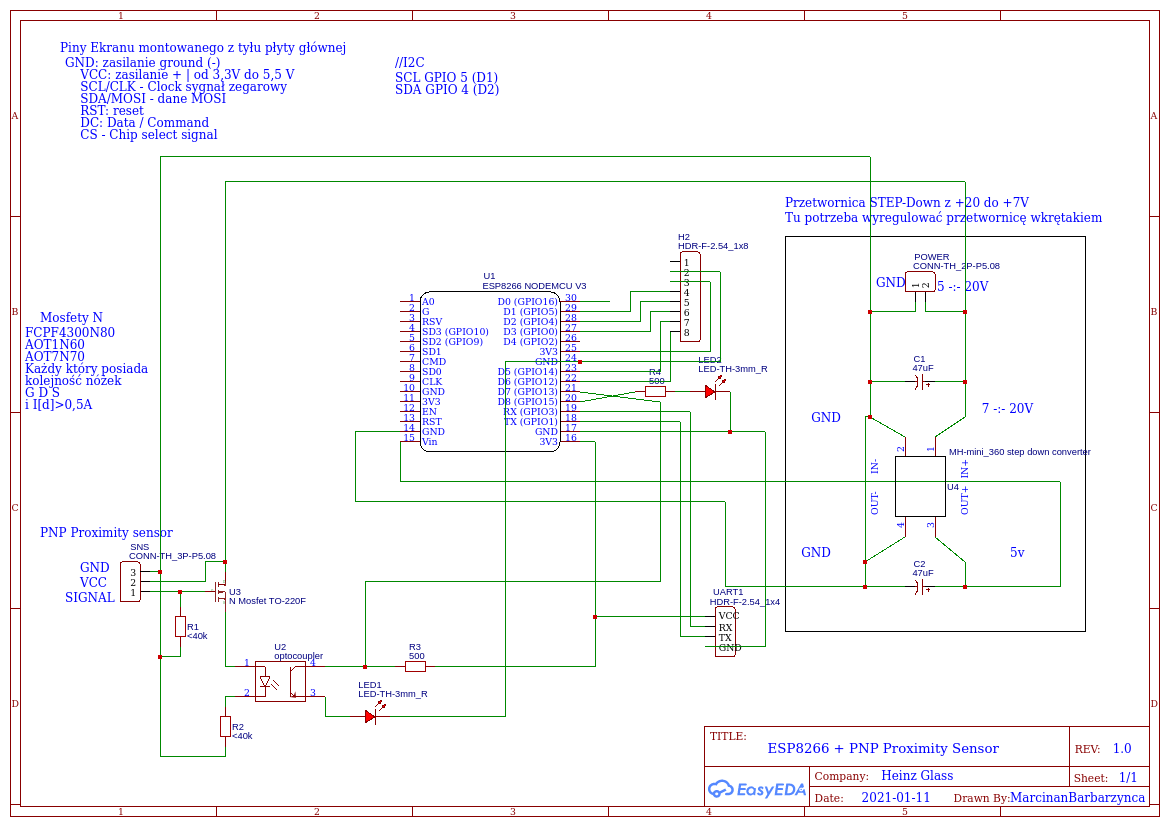 1 2 3 4 5
Piny Ekranu montowanego z tyłu płyty głównej
GND: zasilanie ground (-)
VCC: zasilanie + | od 3,3V do 5,5 V
SCL/CLK - Clock sygnał zegarowy
SDA/MOSI - dane MOSI
RST: reset
DC: Data / Command
CS - Chip select signal
//I2C
SCL GPIO 5 (D1)
SDA GPIO 4 (D2)
A A
B B
C C
D D
Przetwornica STEP-Down z +20 do +7V
Tu potrzeba wyregulować przetwornicę wkrętakiem
POWER
CONN-TH_2P-P5.08
GND 1 2 5 -:- 20V
C1
47uF
7 -:- 20V
GND
2 1
MH-mini_360 step down converter
IN- IN+
U4
OUT- OUT+
4 3
GND 5v
C2
47uF
H2
HDR-F-2.54_1x8
1
2
3
4
5
6
7
8
U1
ESP8266 NODEMCU V3
1 A0 D0 (GPIO16) 30
2 G D1 (GPIO5) 29
3 RSV D2 (GPIO4) 28
4 SD3 (GPIO10) D3 (GPIO0) 27
5 SD2 (GPIO9) D4 (GPIO2) 26
6 SD1 3V3 25
7 CMD GND 24
8 SD0 D5 (GPIO14) 23
9 CLK D6 (GPIO12) 22
10 GND D7 (GPIO13) 21
11 3V3 D8 (GPIO15) 20
12 EN RX (GPIO3) 19
13 RST TX (GPIO1) 18
14 GND GND 17
15 Vin 3V3 16
R4
500
LED2
LED-TH-3mm_R
Mosfety N
FCPF4300N80
AOT1N60
AOT7N70
Każdy który posiada
kolejność nóżek
G D S
i I[d]>0,5A
PNP Proximity sensor
SNS
CONN-TH_3P-P5.08
GND 3
VCC 2
SIGNAL 1
U3
N Mosfet TO-220F
R1
<40k
U2
optocoupler
1 4
2 3
R2
<40k
R3
500
LED1
LED-TH-3mm_R
UART1
HDR-F-2.54_1x4
VCC
RX
TX
GND
TITLE:
ESP8266 + PNP Proximity Sensor
REV: 1.0
EasyEDA
Company: Heinz Glass
Sheet: 1/1
Date: 2021-01-11
Drawn By: MarcinanBarbarzynca
1 2 3 4 5